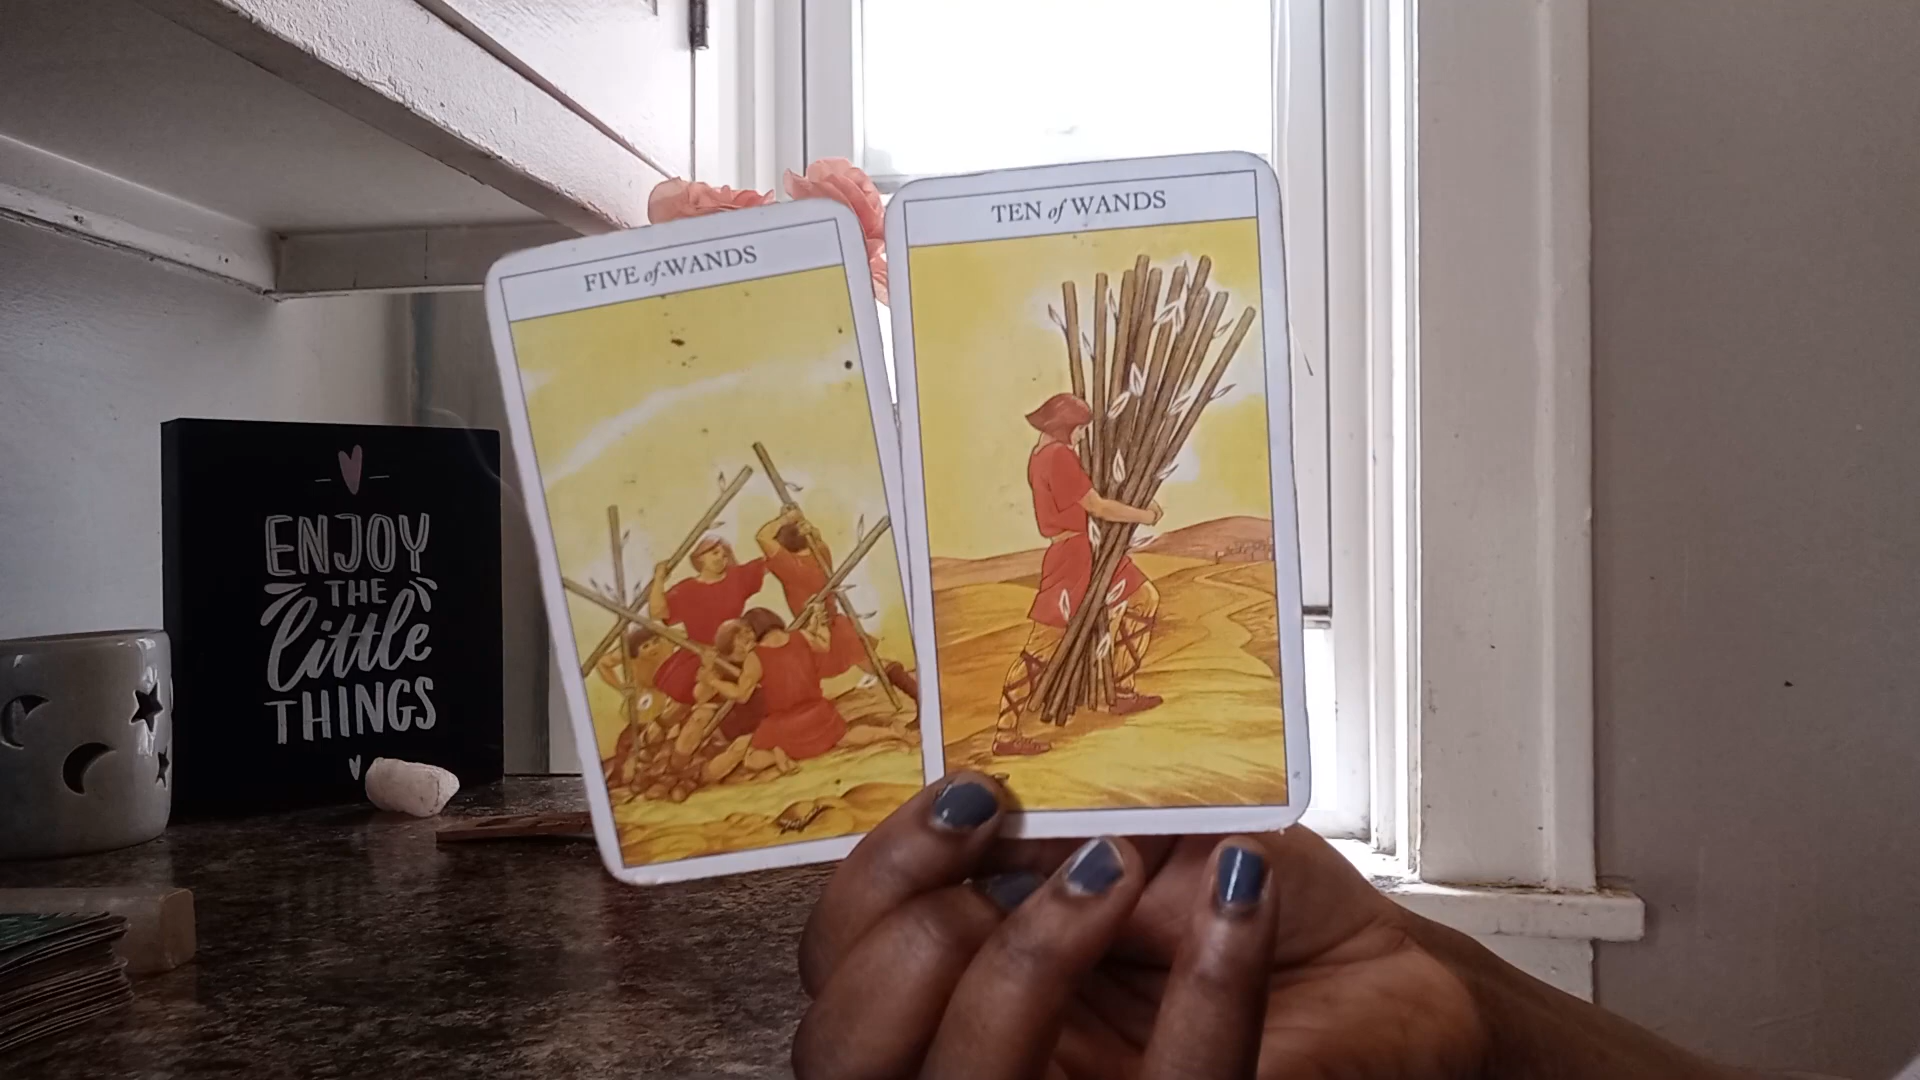 FIVE of WANDS
TEN of WANDS
ENJOY
THE
little
THINGS